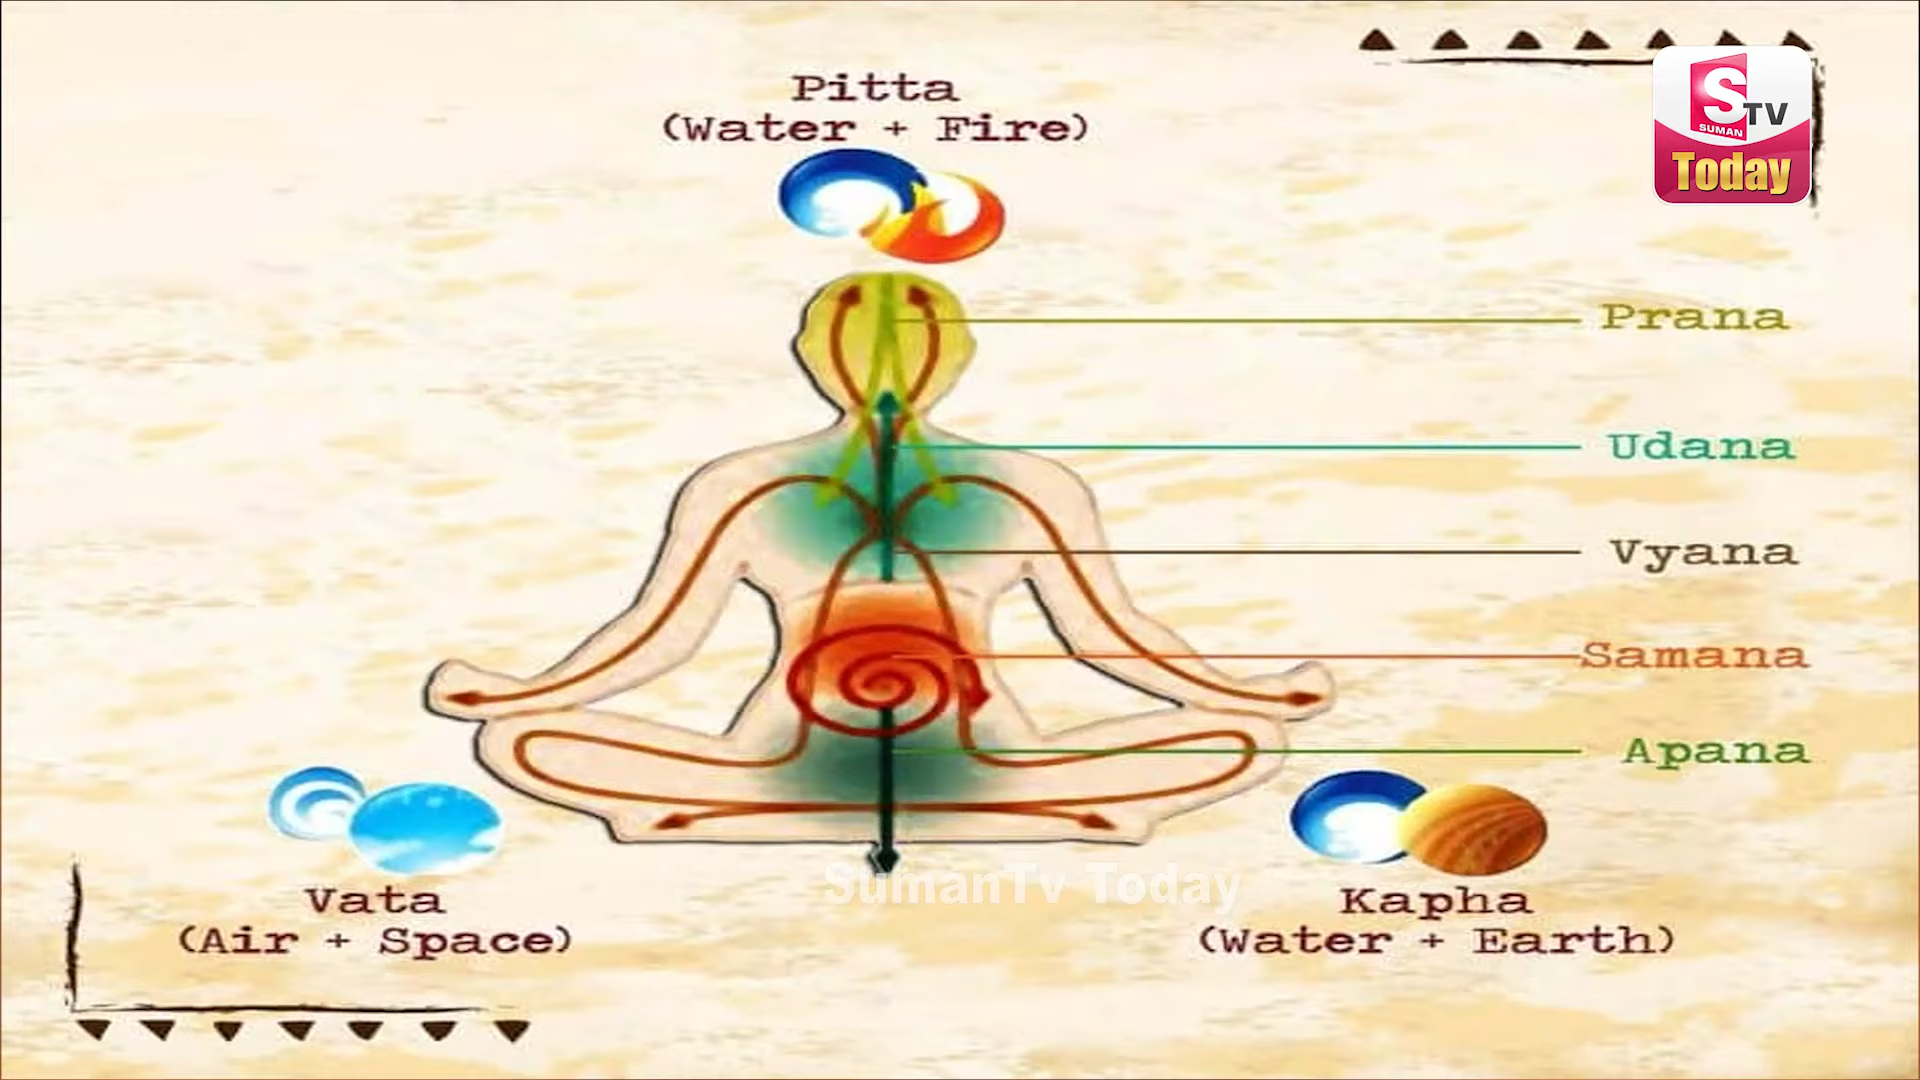 Pitta
(Water + Fire)
S TV
SUMAN
Today
Prana
Udana
Vyana
Samana
Apana
SumanTv Today
Vata
(Air + Space)
Kapha
(Water + Earth)